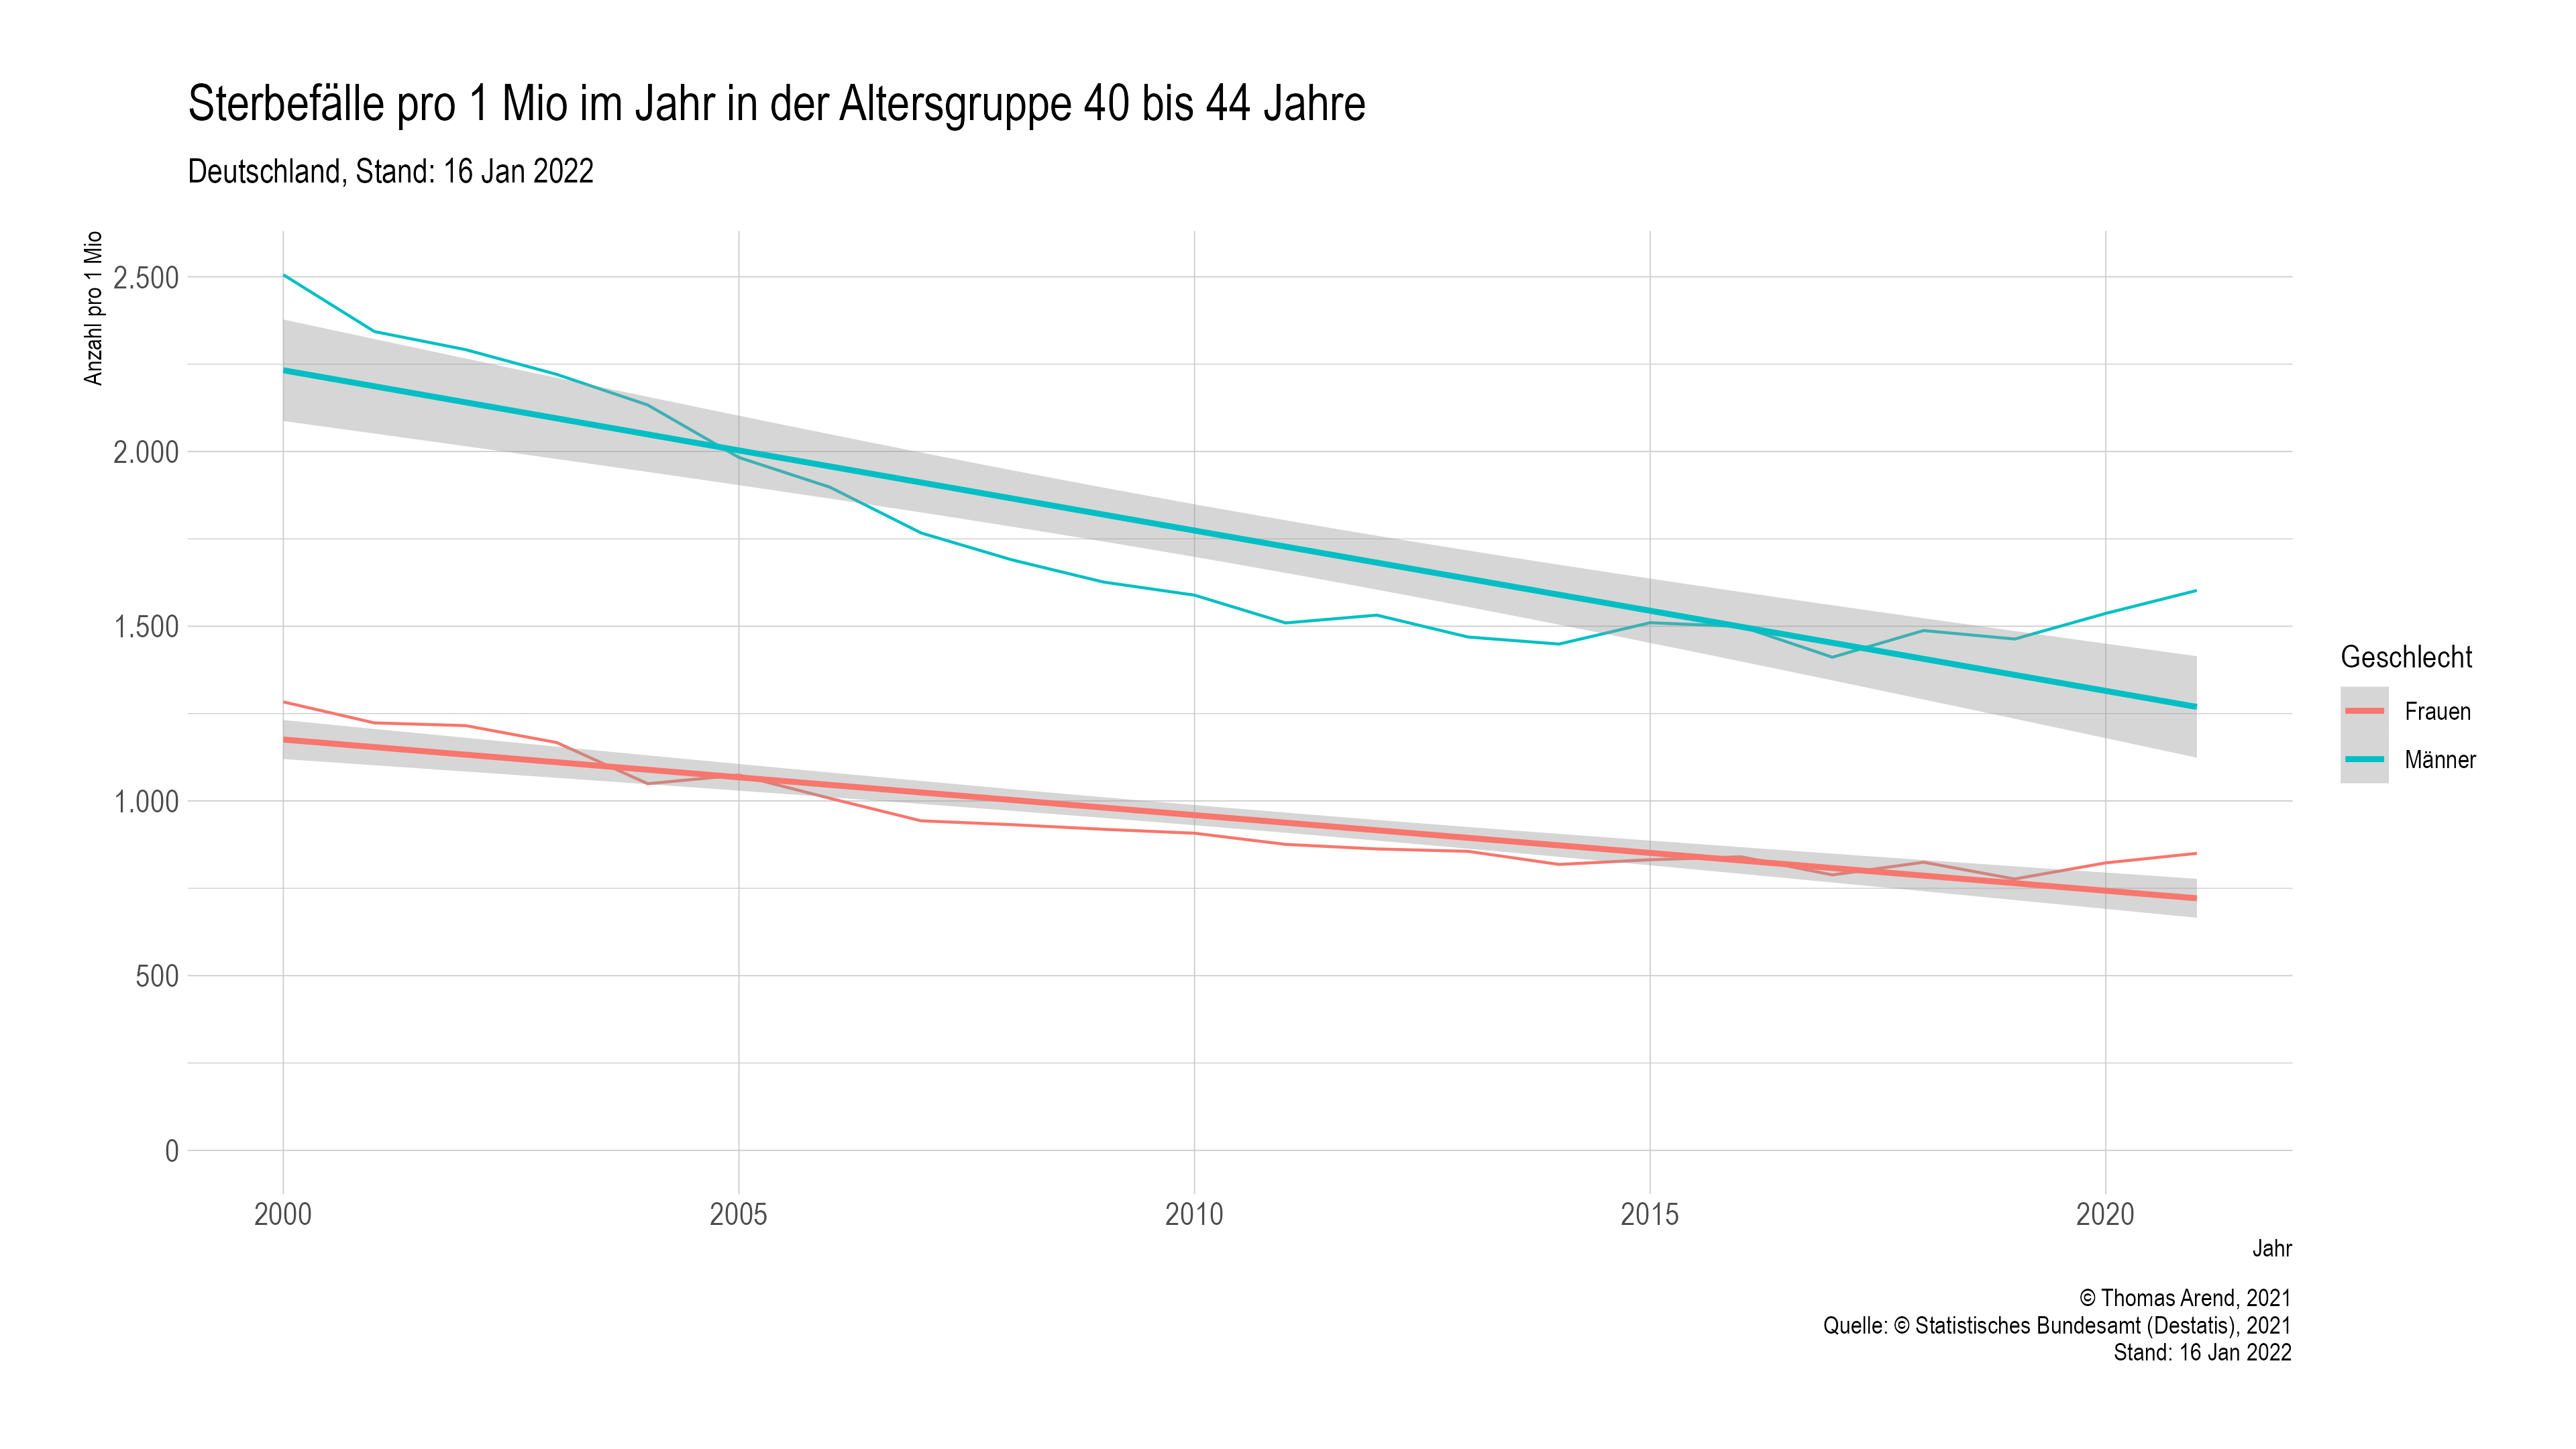 Sterbefälle pro 1 Mio im Jahr in der Altersgruppe 40 bis 44 Jahre
Deutschland, Stand: 16 Jan 2022
Anzahl pro 1 Mio
2.500
2.000
1.500
1.000
500
0
2000
2005
2010
2015
2020
Jahr
Geschlecht
Frauen
Männer
© Thomas Arend, 2021
Quelle: © Statistisches Bundesamt (Destatis), 2021
Stand: 16 Jan 2022